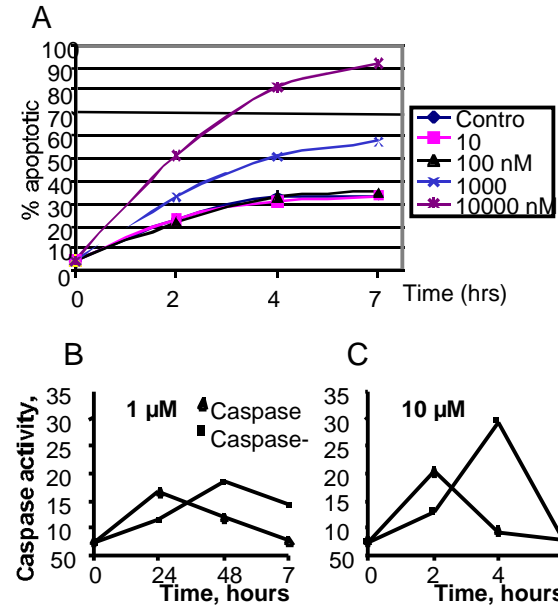 A
100
90
80
70
60
50
40
30
20
10
0
% apoptotic
0 2 4 7
Time (hrs)
Contro
10
100 nM
1000
10000 nM
B
Caspase activity,
35
30
25
20
15
10
50
1 µM
Caspase
Caspase-
0 24 48 7
Time, hours
C
35
30
25
20
15
10
50
10 µM
0 2 4
Time, hours